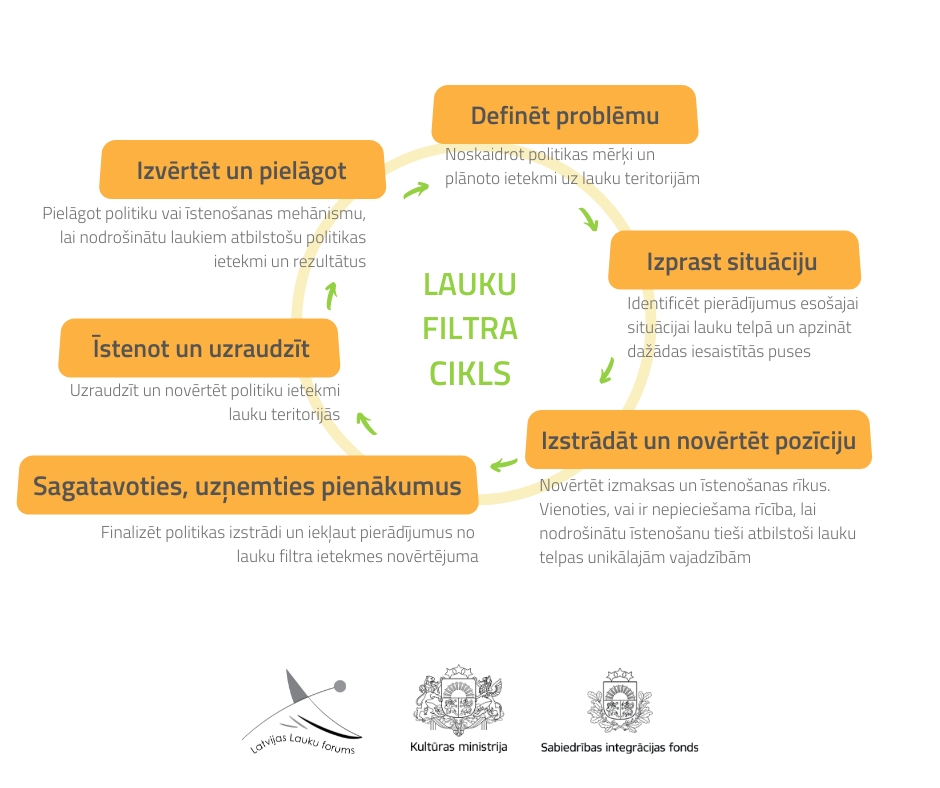 Definēt problēmu
Noskaidrot politikas mērķi un
plānoto ietekmi uz lauku teritorijām
Izprast situāciju
Identificēt pierādījumus esošajai
situācijai lauku telpā un apzināt
dažādas iesaistītās puses
Izstrādāt un novērtēt pozīciju
Novērtēt izmaksas un īstenošanas rīkus.
Vienoties, vai ir nepieciešama rīcība, lai
nodrošinātu īstenošanu tieši atbilstoši lauku
telpas unikālajām vajadzībām
Sagatavoties, uzņemties pienākumus
Finalizēt politikas izstrādi un iekļaut pierādījumus no
lauku filtra ietekmes novērtējuma
Īstenot un uzraudzīt
Uzraudzīt un novērtēt politiku ietekmi
lauku teritorijās
Izvērtēt un pielāgot
Pielāgot politiku vai īstenošanas mehānismu,
lai nodrošinātu laukiem atbilstošu politikas
ietekmi un rezultātus
LAUKU
FILTRA
CIKLS
Latvijas Lauku forums
Kultūras ministrija
Sabiedrības integrācijas fonds